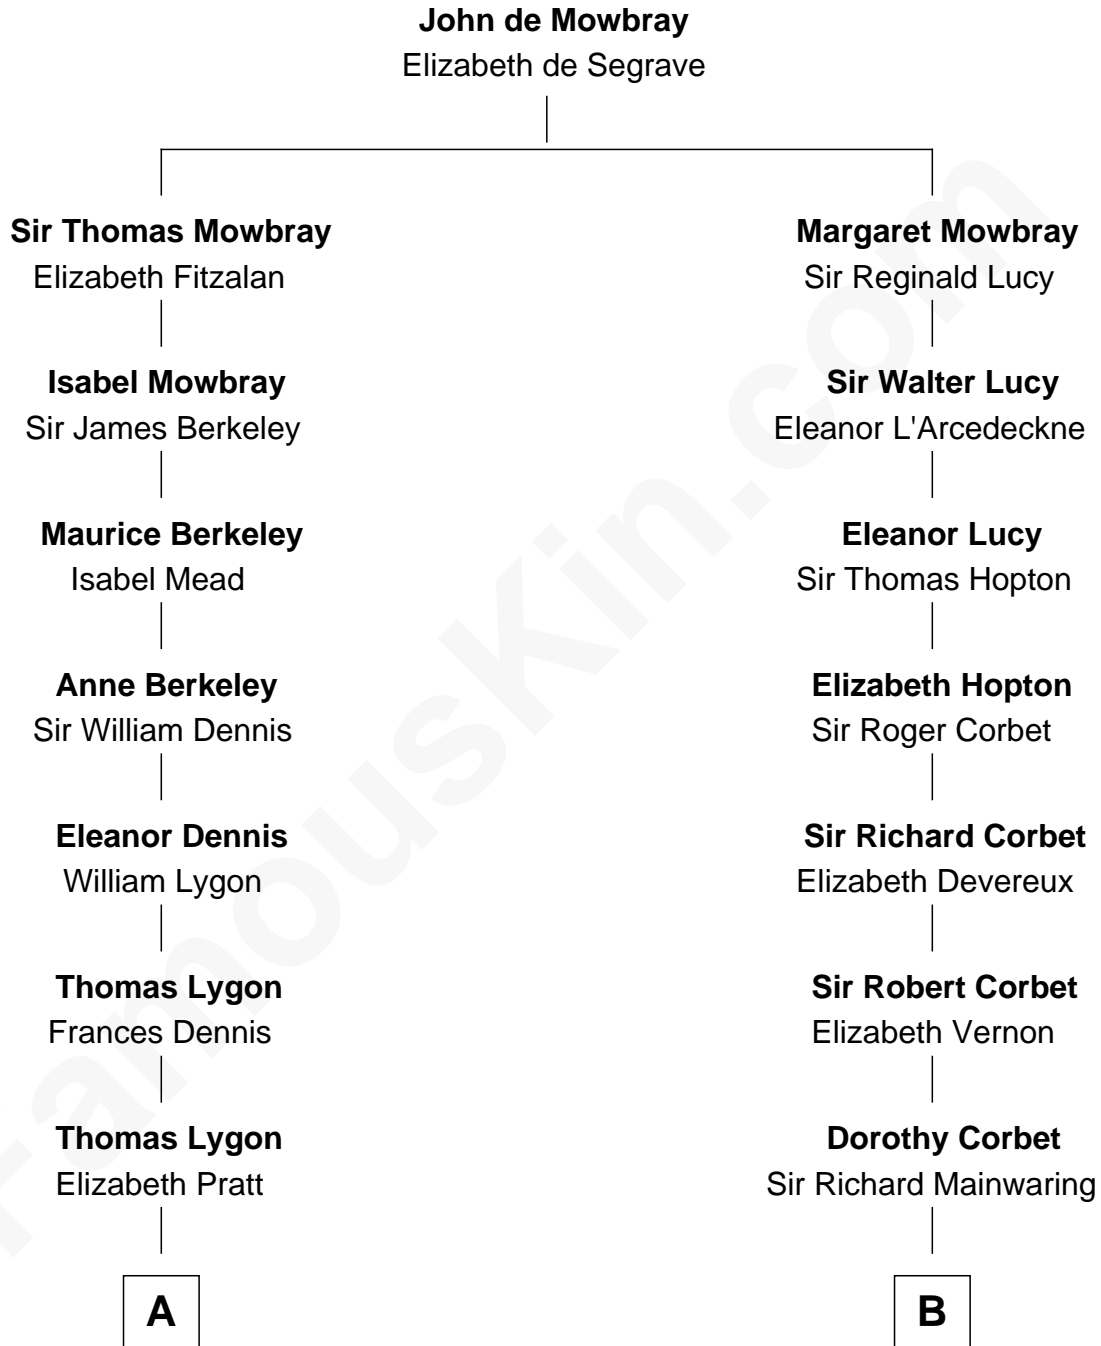 John de Mowbray
Elizabeth de Segrave
Sir Thomas Mowbray
Elizabeth Fitzalan
Margaret Mowbray
Sir Reginald Lucy
Isabel Mowbray
Sir James Berkeley
Sir Walter Lucy
Eleanor L'Arcedeckne
Maurice Berkeley
Isabel Mead
Eleanor Lucy
Sir Thomas Hopton
Anne Berkeley
Sir William Dennis
Elizabeth Hopton
Sir Roger Corbet
Eleanor Dennis
William Lygon
Sir Richard Corbet
Elizabeth Devereux
Thomas Lygon
Frances Dennis
Sir Robert Corbet
Elizabeth Vernon
Thomas Lygon
Elizabeth Pratt
Dorothy Corbet
Sir Richard Mainwaring
A
B
FamousKin.com